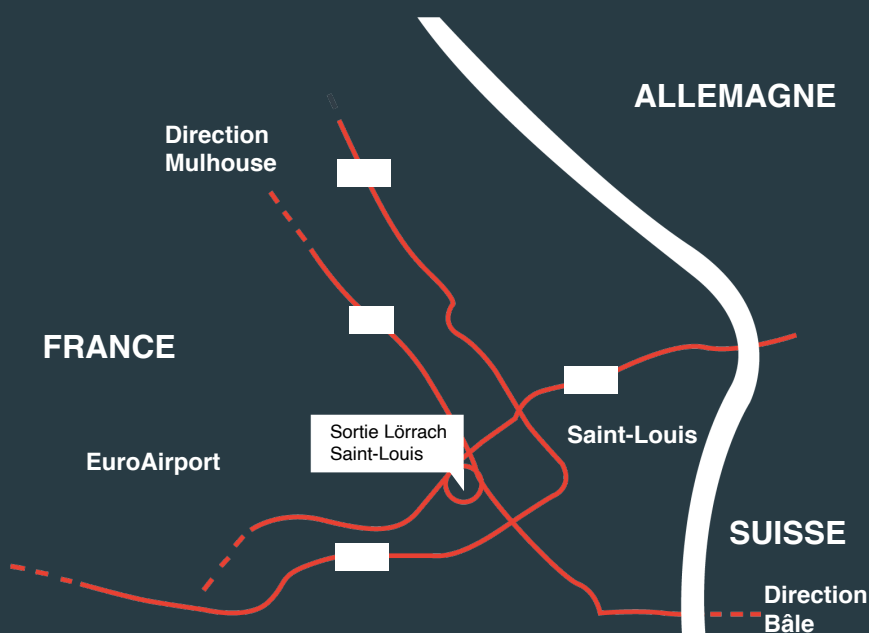 ALLEMAGNE
Direction
Mulhouse
FRANCE
Sortie Lörrach
Saint-Louis
Saint-Louis
EuroAirport
SUISSE
Direction
Bâle